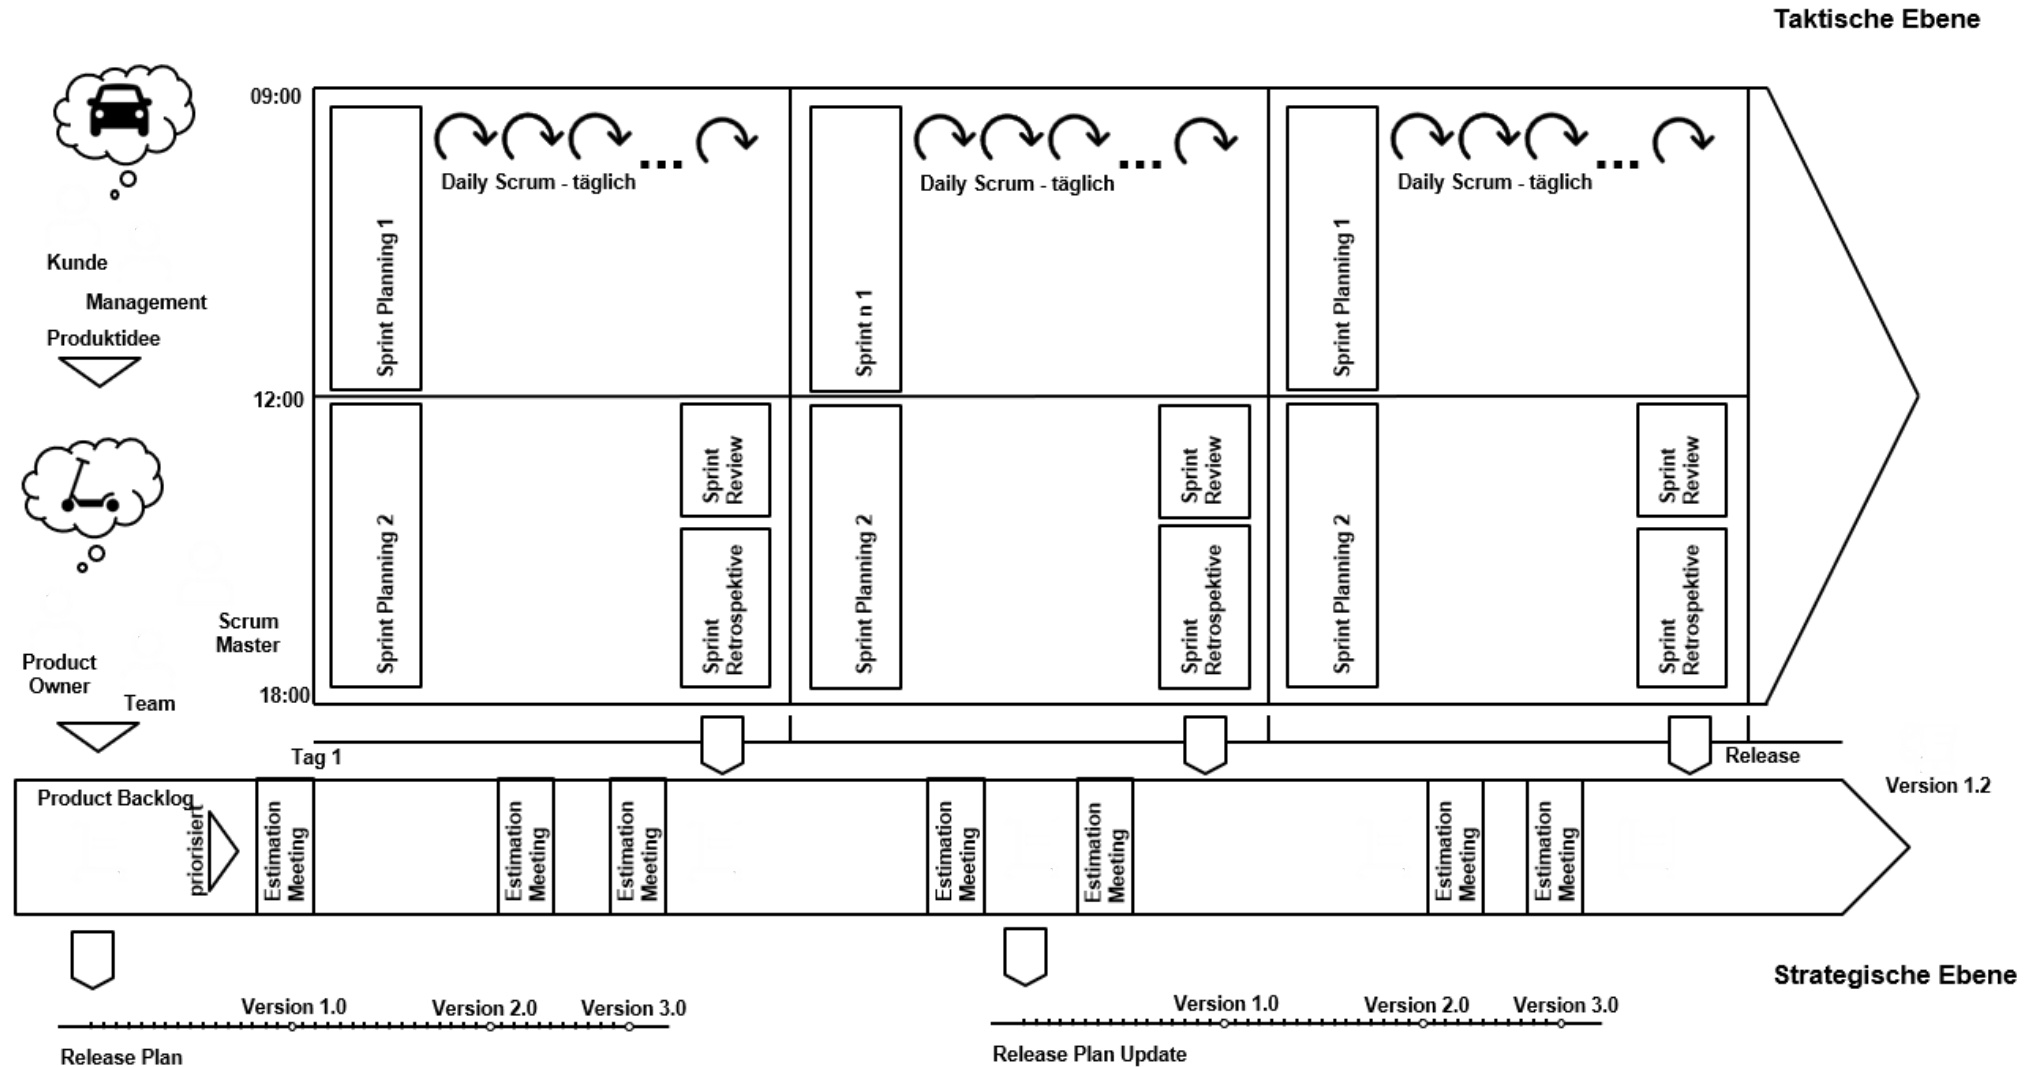 Taktische Ebene
09:00
Daily Scrum - täglich
Daily Scrum - täglich
Daily Scrum - täglich
Sprint Planning 1
Sprint n 1
Sprint Planning 1
Kunde
Management
Produktidee
12:00
Sprint Planning 2
Sprint
Review
Sprint
Retrospektive
Sprint Planning 2
Sprint
Review
Sprint
Retrospektive
Sprint Planning 2
Sprint
Review
Sprint
Retrospektive
Scrum
Master
Product
Owner
Team
18:00
Tag 1
Release
Version 1.2
Product Backlog
priorisiert
Estimation
Meeting
Estimation
Meeting
Estimation
Meeting
Estimation
Meeting
Estimation
Meeting
Estimation
Meeting
Estimation
Meeting
Strategische Ebene
Version 1.0
Version 2.0
Version 3.0
Release Plan
Version 1.0
Version 2.0
Version 3.0
Release Plan Update